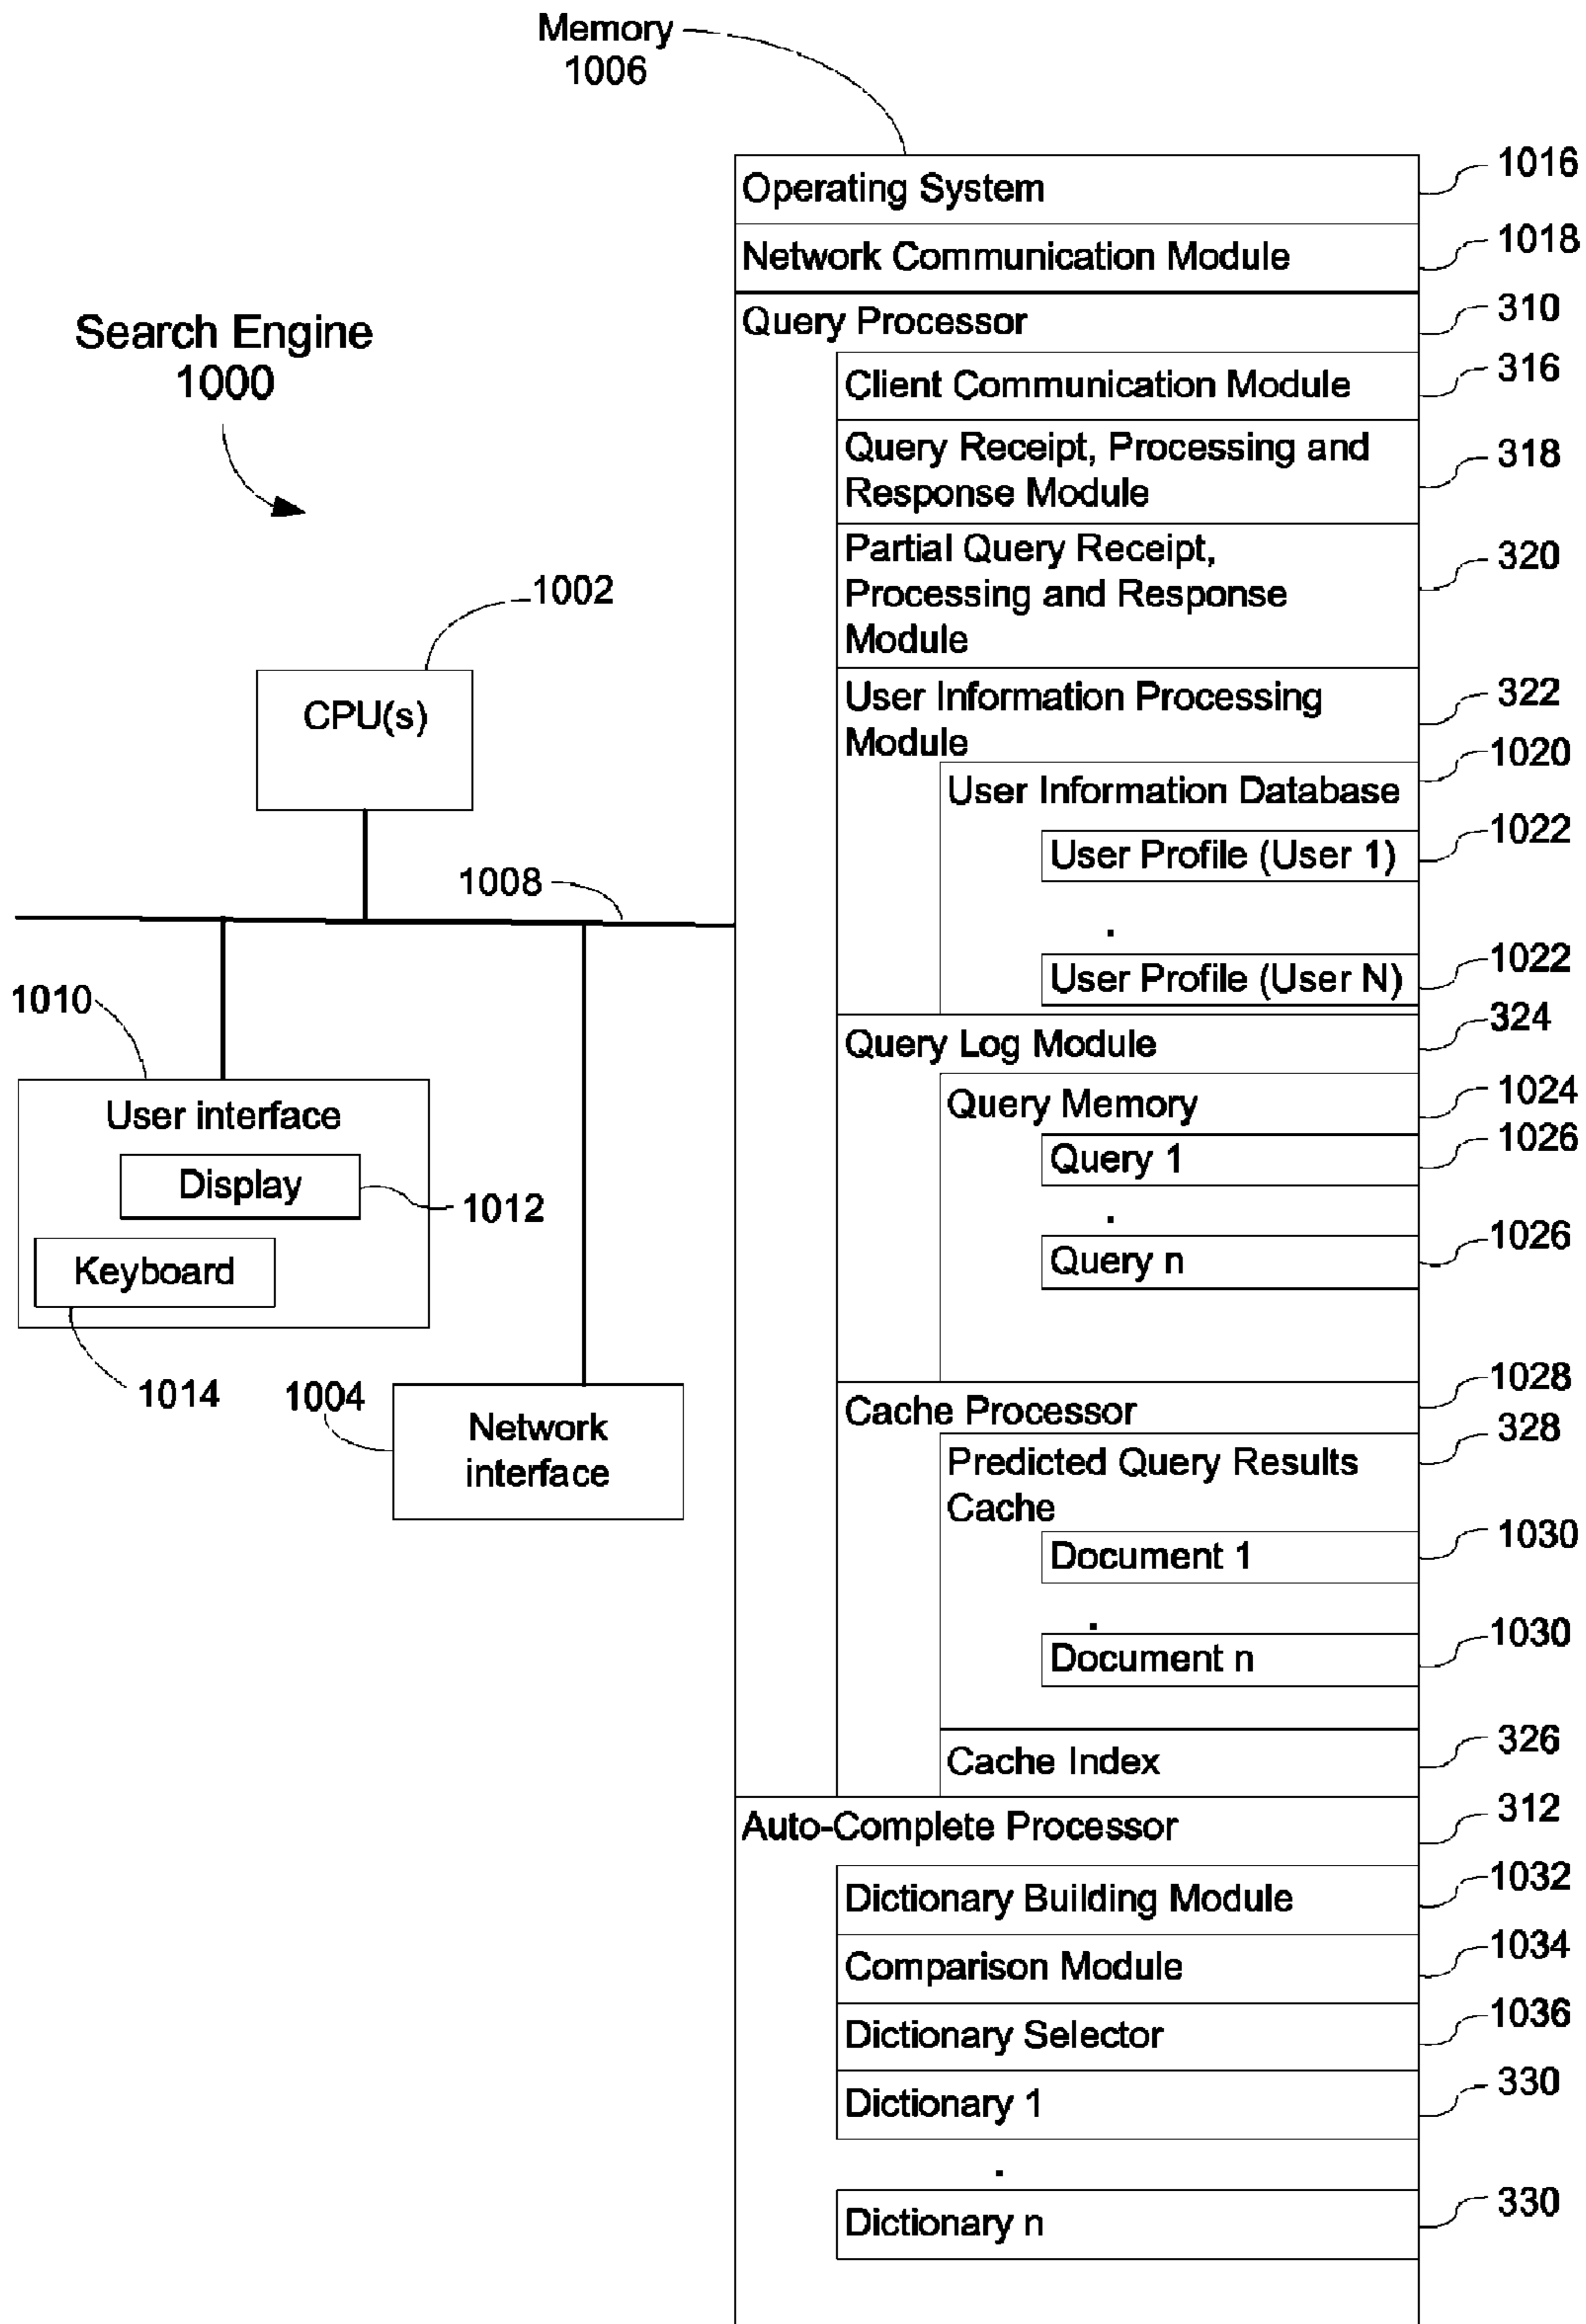 Memory
1006
Operating System
1016
Network Communication Module
1018
Search Engine
1000
Query Processor
310
Client Communication Module
316
Query Receipt, Processing and
Response Module
318
Partial Query Receipt,
Processing and Response
Module
320
1002
CPU(s)
User Information Processing
Module
322
User Information Database
1020
User Profile (User 1)
1022
1008
.
User Profile (User N)
1022
1010
Query Log Module
324
User interface
Display
1012
Keyboard
1014
Query Memory
1024
Query 1
1026
.
Query n
1026
1004
Network
interface
Cache Processor
1028
Predicted Query Results
Cache
328
Document 1
1030
.
Document n
1030
Cache Index
326
Auto-Complete Processor
312
Dictionary Building Module
1032
Comparison Module
1034
Dictionary Selector
1036
Dictionary 1
330
.
Dictionary n
330